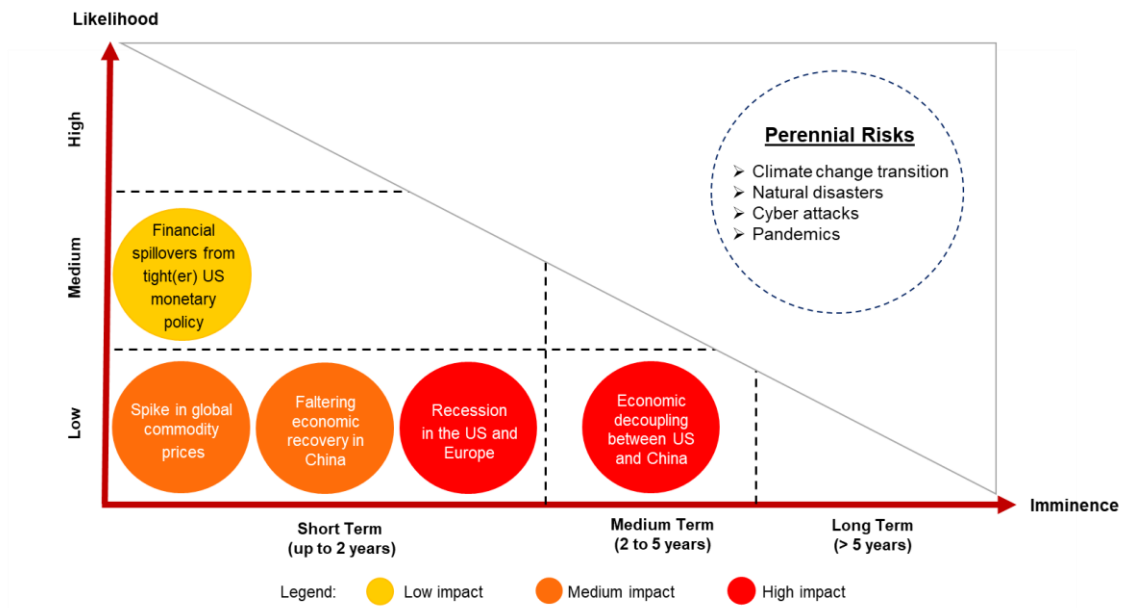 Likelihood
High
Medium
Low
Perennial Risks
➢ Climate change transition
➢ Natural disasters
➢ Cyber attacks
➢ Pandemics
Financial
spillovers from
tight(er) US
monetary
policy
Spike in global
commodity
prices
Faltering
economic
recovery in
China
Recession
in the US and
Europe
Economic
decoupling
between US
and China
Imminence
Short Term
(up to 2 years)
Medium Term
(2 to 5 years)
Long Term
(> 5 years)
Legend:
Low impact
Medium impact
High impact